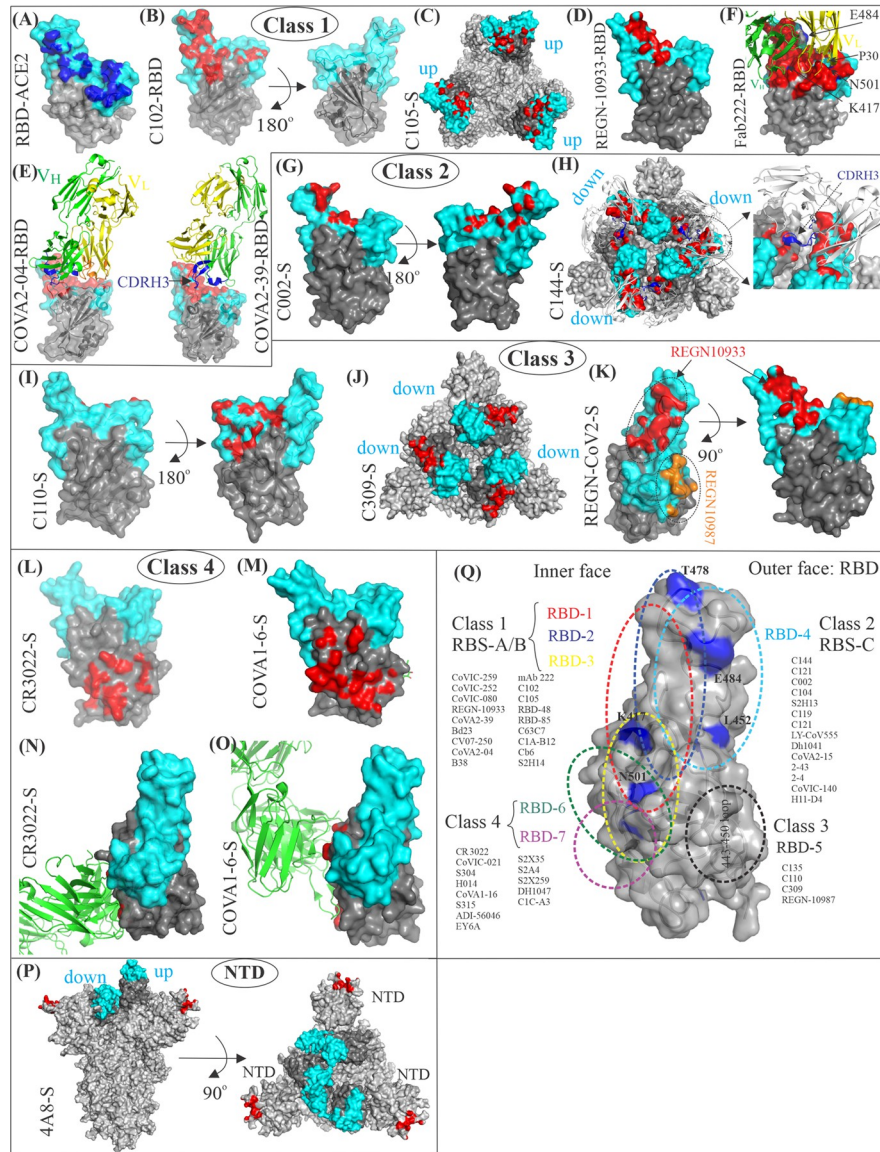 (A)
RBD-ACE2
(B)
C102-RBD
Class 1
180°
(C)
C105-S
up
up
up
(D)
REGN-10933-RBD
(F)
Fab222-RBD
VH
VL
E484
P30
N501
K417
(E)
COVA2-04-RBD
VH
VL
CDRH3
COVA2-39-RBD
(G)
Class 2
C002-S
180°
(H)
C144-S
down
down
down
CDRH3
(I)
C110-S
180°
Class 3
(J)
C309-S
down
down
down
(K)
REGN-CoV2-S
REGN10933
REGN10987
90°
(L)
Class 4
CR3022-S
(M)
COVA1-6-S
(N)
CR3022-S
(O)
COVA1-6-S
(P)
NTD
4A8-S
down
up
90°
NTD
NTD
NTD
(Q)
Inner face
T478
Outer face: RBD
Class 1
RBS-A/B
RBD-1
RBD-2
RBD-3
CoVIC-259
CoVIC-252
CoVIC-080
REGN-10933
CoVA2-39
Bd23
CV07-250
CoVA2-04
B38
mAb 222
C102
C105
RBD-48
RBD-85
C63C7
C1A-B12
Cb6
S2H14
RBD-4
Class 2
RBS-C
C144
C121
C002
C104
S2H13
C119
C121
LY-CoV555
Dh1041
CoVA2-15
2-43
2-4
CoVIC-140
H11-D4
E484
L452
K417
N501
443-450 loop
Class 4
RBD-6
RBD-7
CR3022
CoVIC-021
S304
H014
CoVA1-16
S315
ADI-56046
EY6A
S2X35
S2A4
S2X259
DH1047
C1C-A3
Class 3
RBD-5
C135
C110
C309
REGN-10987